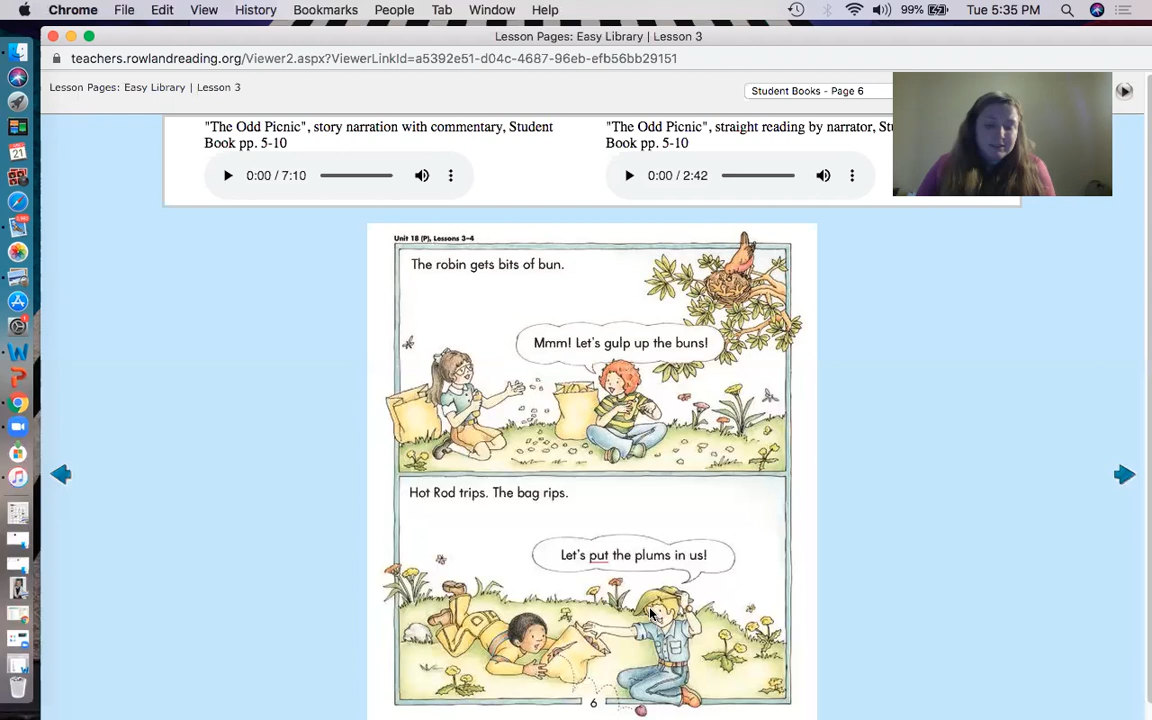 Chrome File Edit View History Bookmarks People Tab Window Help 99% Tue 5:35 PM
Lesson Pages: Easy Library | Lesson 3
teachers.rowlandreading.org/Viewer2.aspx?ViewerLinkId=a5392e51-d04c-4687-96eb-efb56bb29151
Lesson Pages: Easy Library | Lesson 3
Student Books - Page 6
"The Odd Picnic", story narration with commentary, Student
Book pp. 5-10
0:00 / 7:10
"The Odd Picnic", straight reading by narrator, Stu
Book pp. 5-10
0:00 / 2:42
Unit 18 (P), Lessons 3–4
The robin gets bits of bun.
Mmm! Let's gulp up the buns!
Hot Rod trips. The bag rips.
Let's put the plums in us!
6